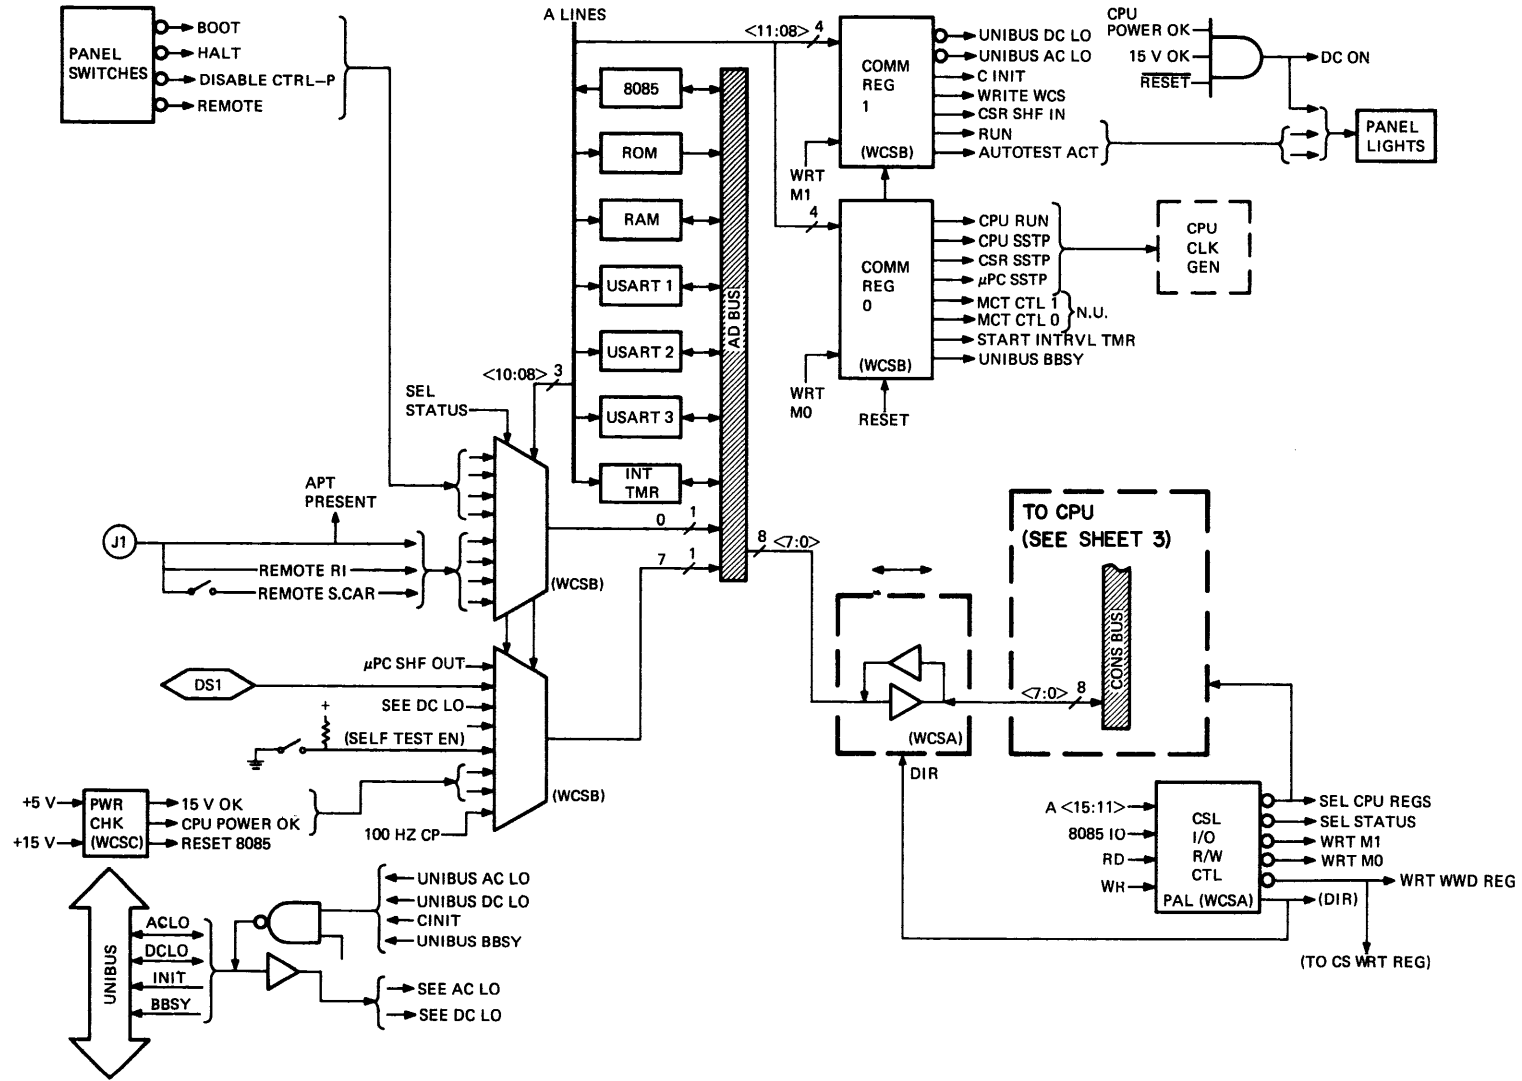 PANEL
SWITCHES
BOOT
HALT
DISABLE CTRL–P
REMOTE
A LINES
8085
ROM
RAM
USART 1
USART 2
USART 3
INT
TMR
AD BUS
<11:08>
4
COMM
REG
1
(WCSB)
WRT
M1
UNIBUS DC LO
UNIBUS AC LO
C INIT
WRITE WCS
CSR SHF IN
RUN
AUTOTEST ACT
CPU
POWER OK
15 V OK
RESET
DC ON
PANEL
LIGHTS
4
COMM
REG
0
(WCSB)
WRT
M0
RESET
CPU RUN
CPU SSTP
CSR SSTP
µPC SSTP
MCT CTL 1
MCT CTL 0
N.U.
START INTRVL TMR
UNIBUS BBSY
CPU
CLK
GEN
<10:08>
3
SEL
STATUS
APT
PRESENT
J1
REMOTE RI
REMOTE S.CAR
(WCSB)
0
1
7
1
8
<7:0>
µPC SHF OUT
DS1
SEE DC LO
+
(SELF TEST EN)
100 HZ CP
(WCSB)
+5 V
+15 V
PWR
CHK
(WCSC)
15 V OK
CPU POWER OK
RESET 8085
UNIBUS
ACLO
DCLO
INIT
BBSY
UNIBUS AC LO
UNIBUS DC LO
CINIT
UNIBUS BBSY
SEE AC LO
SEE DC LO
(WCSA)
DIR
TO CPU
(SEE SHEET 3)
CONS BUS
<7:0>
8
A <15:11>
8085 IO
RD
WR
CSL
I/O
R/W
CTL
PAL (WCSA)
SEL CPU REGS
SEL STATUS
WRT M1
WRT M0
WRT WWD REG
(DIR)
(TO CS WRT REG)